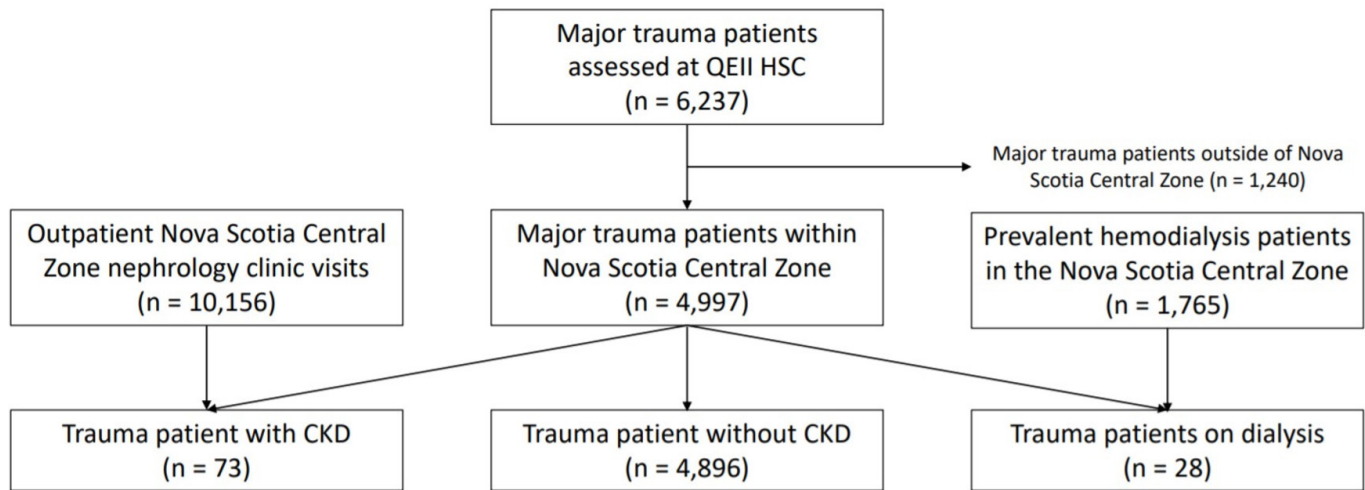 Major trauma patients
assessed at QEII HSC
(n = 6,237)
Major trauma patients outside of Nova
Scotia Central Zone (n = 1,240)
Outpatient Nova Scotia Central
Zone nephrology clinic visits
(n = 10,156)
Major trauma patients within
Nova Scotia Central Zone
(n = 4,997)
Prevalent hemodialysis patients
in the Nova Scotia Central Zone
(n = 1,765)
Trauma patient with CKD
(n = 73)
Trauma patient without CKD
(n = 4,896)
Trauma patients on dialysis
(n = 28)